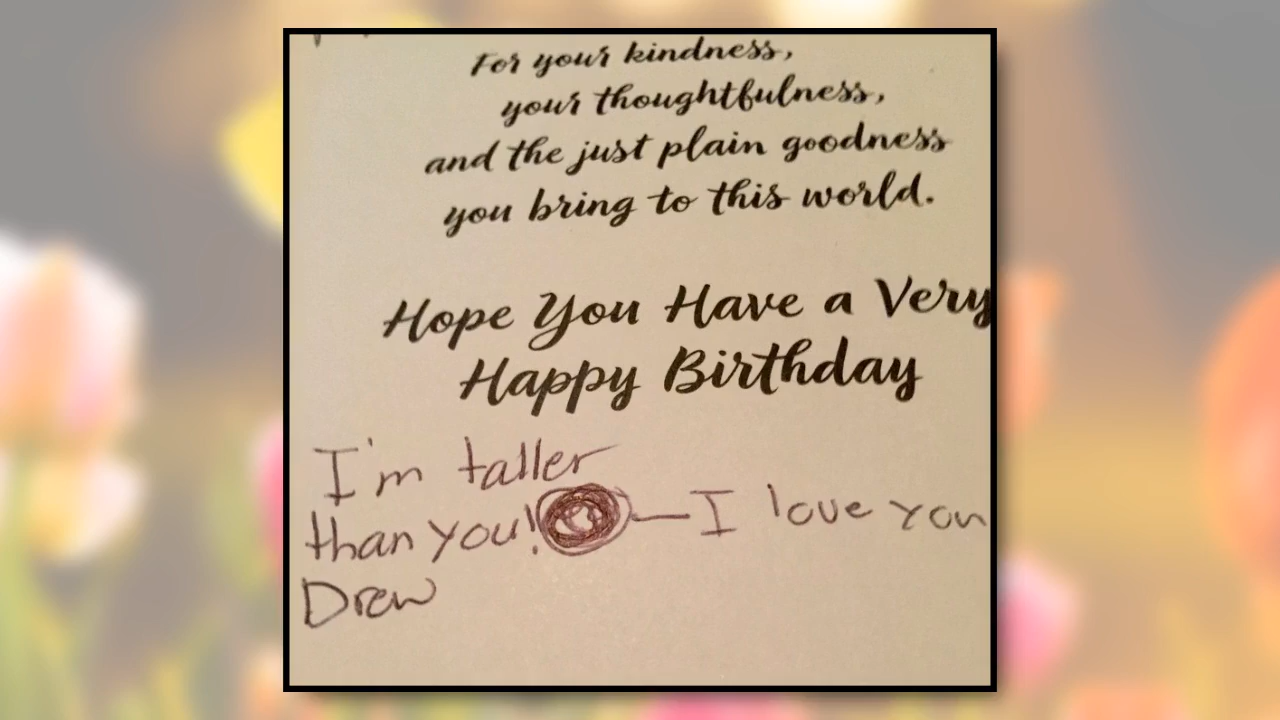 For your kindness,
your thoughtfulness,
and the just plain goodness
you bring to this world.
Hope You Have a Very
Happy Birthday
I'm taller
than you! — I love you
Drew